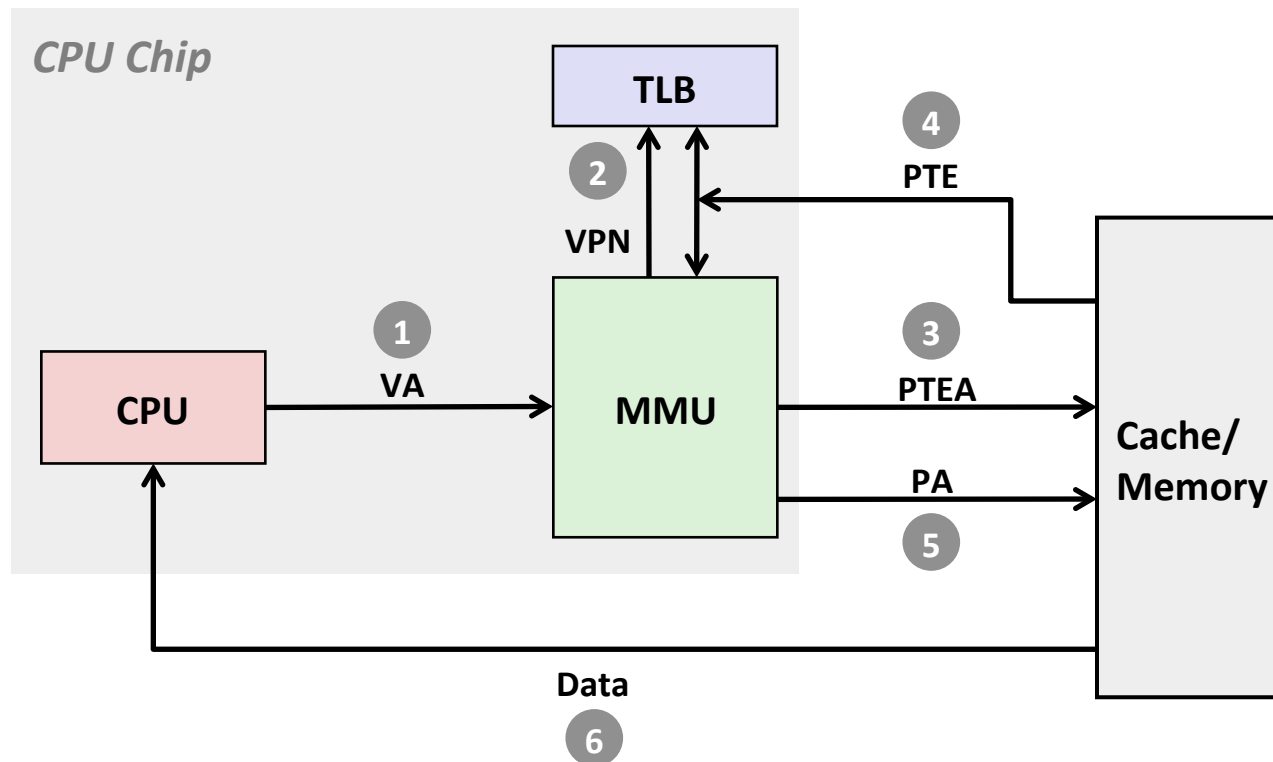 CPU Chip
TLB
4
PTE
2
VPN
1
VA
3
PTEA
CPU
MMU
Cache/
Memory
PA
5
Data
6